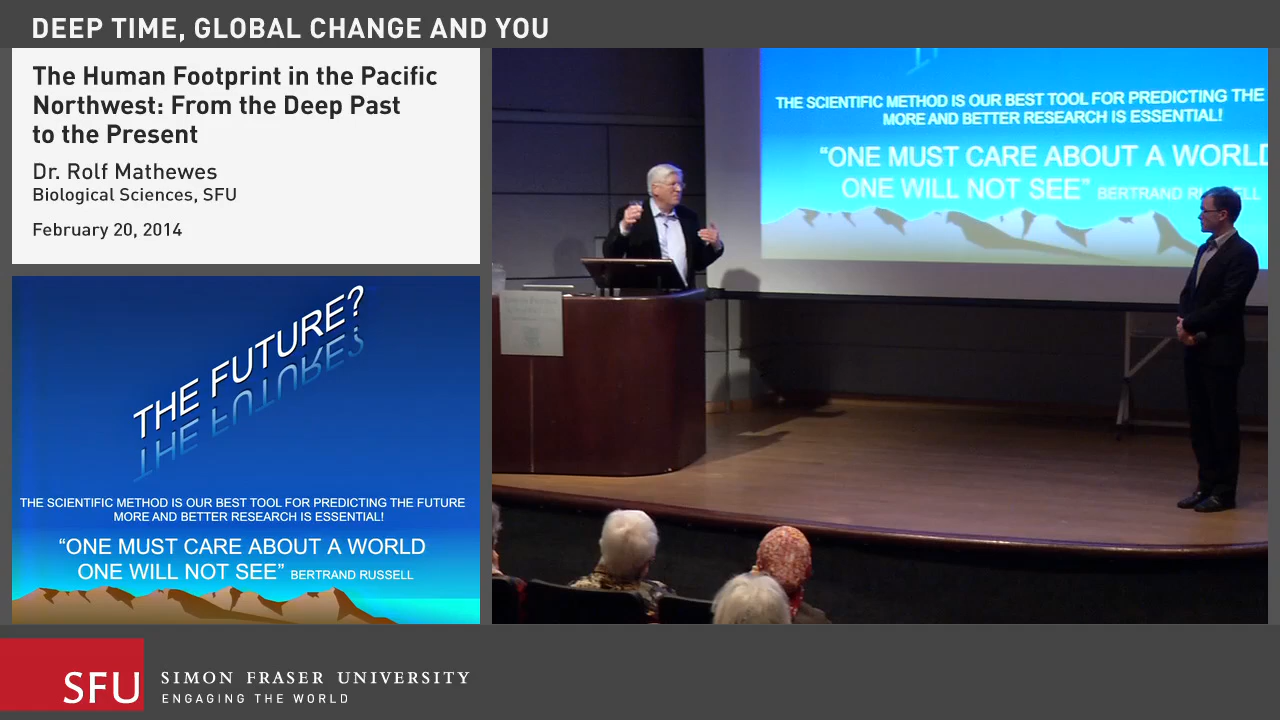 DEEP TIME, GLOBAL CHANGE AND YOU
The Human Footprint in the Pacific
Northwest: From the Deep Past
to the Present
Dr. Rolf Mathewes
Biological Sciences, SFU
February 20, 2014
THE FUTURE?
THE SCIENTIFIC METHOD IS OUR BEST TOOL FOR PREDICTING THE FUTURE
MORE AND BETTER RESEARCH IS ESSENTIAL!
“ONE MUST CARE ABOUT A WORLD
ONE WILL NOT SEE” BERTRAND RUSSELL
THE SCIENTIFIC METHOD IS OUR BEST TOOL FOR PREDICTING THE
MORE AND BETTER RESEARCH IS ESSENTIAL!
“ONE MUST CARE ABOUT A WORLD
ONE WILL NOT SEE” BERTRAND RUSSELL
SFU SIMON FRASER UNIVERSITY
ENGAGING THE WORLD